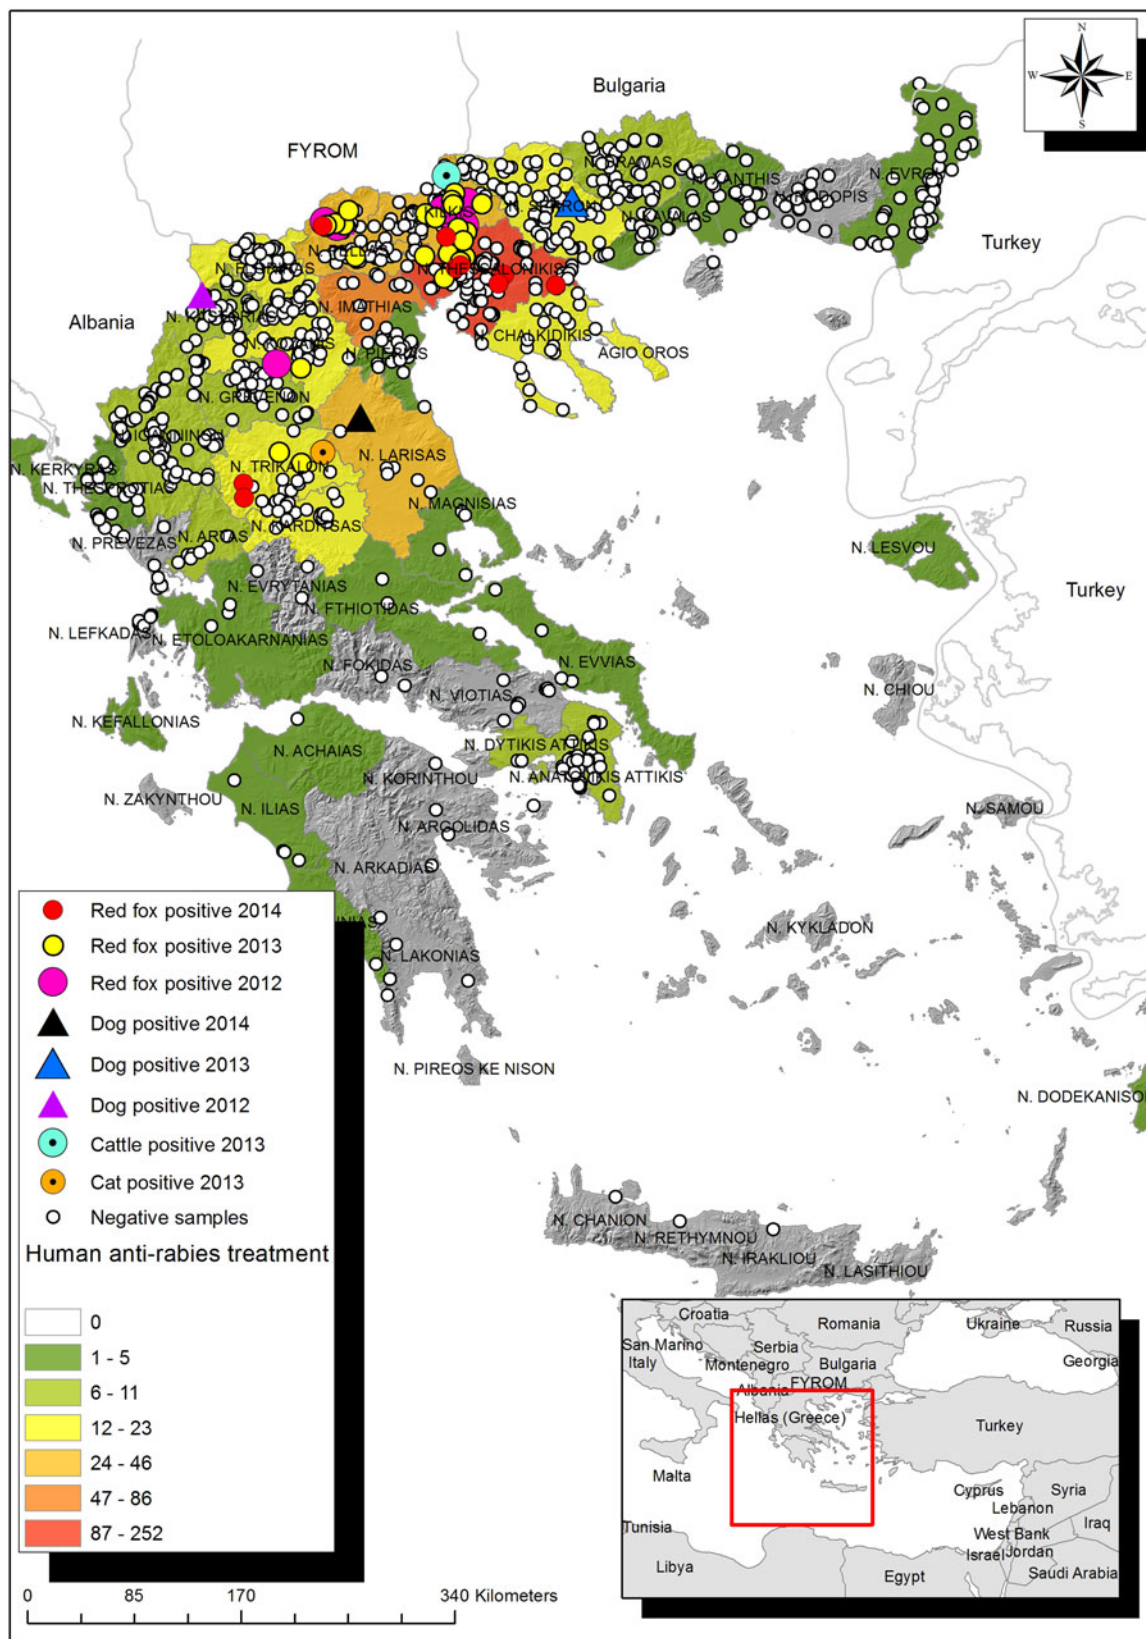 N
W
E
S
Bulgaria
FYROM
Turkey
Albania
N. DRAMAS
N. XANTHIS
N. RODOPIS
N. EVROU
N. KAVALAS
N. SERRON
N. KILKIS
N. PELLAS
N. THESSALONIKIS
N. FLORINAS
N. IMATHIAS
N. KASTORIAS
N. CHALKIDIKIS
AGIO OROS
N. KOZANIS
N. PIERIAS
N. GREVENON
N. IOANNINON
N. LARISAS
N. TRIKALON
N. KERKYRAS
N. THESPROTIAS
N. MAGNISIAS
N. KARDITSAS
N. PREVEZAS
N. ARTAS
N. LESVOU
Turkey
N. EVRYTANIAS
N. FTHIOTIDAS
N. LEFKADAS
N. ETOLOAKARNANIAS
N. FOKIDAS
N. EVVIAS
N. VIOTIAS
N. CHIOU
N. KEFALLONIAS
N. ACHAIAS
N. DYTIKIS ATTIKIS
N. KORINTHOU
N. ANATOLIKIS ATTIKIS
N. ZAKYNTHOU
N. ILIAS
N. SAMOU
N. ARGOLIDAS
N. ARKADIAS
NIAS
N. KYKLADON
N. LAKONIAS
N. PIREOS KE NISON
N. DODEKANISOU
N. CHANION
N. RETHYMNOU
N. IRAKLIOU
N. LASITHIOU
Red fox positive 2014
Red fox positive 2013
Red fox positive 2012
Dog positive 2014
Dog positive 2013
Dog positive 2012
Cattle positive 2013
Cat positive 2013
Negative samples
Human anti-rabies treatment
0
1 - 5
6 - 11
12 - 23
24 - 46
47 - 86
87 - 252
0 85 170 340 Kilometers
Croatia
Romania
Ukraine
Russia
San Marino
Serbia
Italy
Montenegro
Bulgaria
Georgia
FYROM
Albania
Hellas (Greece)
Turkey
Malta
Cyprus
Syria
Lebanon
Tunisia
West Bank
Iraq
Israel
Jordan
Libya
Egypt
Saudi Arabia